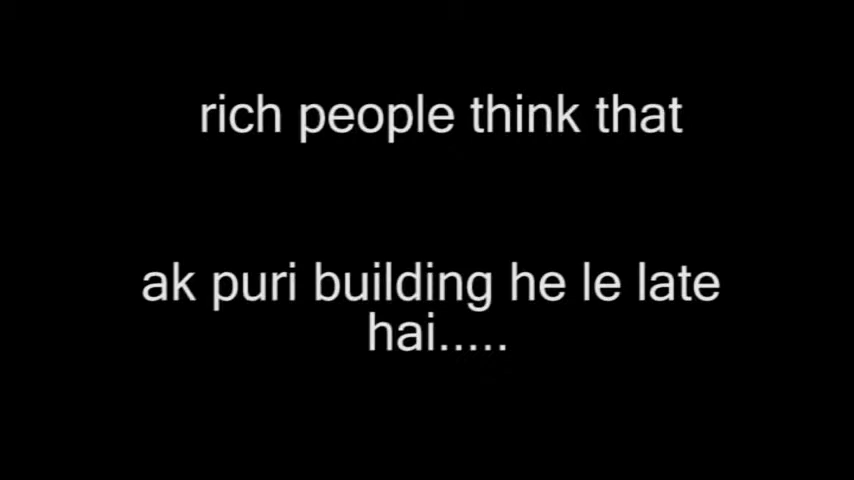 rich people think that
ak puri building he le late
hai.....